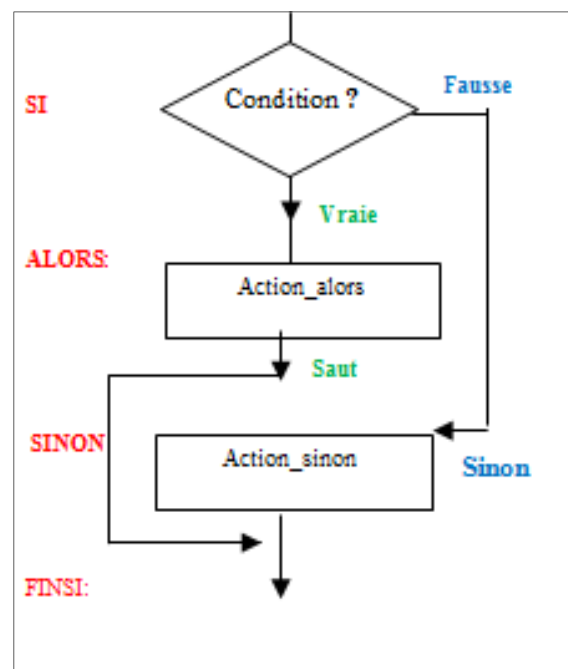 Condition ?
Fausse
SI
Vraie
ALORS:
Action_alors
Saut
SINON
Action_sinon
Sinon
FINSI: